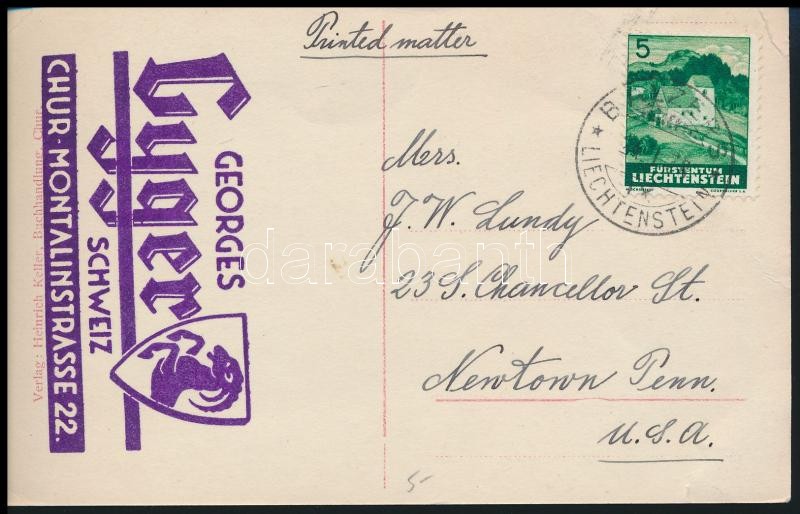 Printed matter
5
FÜRSTENTUM
LIECHTENSTEIN
LIECHTENSTEIN
Mrs.
J. W. Lundy
23 S. Chancellor St.
Newtown Penn.
U.S.A.
GEORGES
Gyger
SCHWEIZ
CHUR-MONTALINSTRASSE 22.
Verlag: Heinrich Keller, Buchhandlung, Chur
darabanth
5-